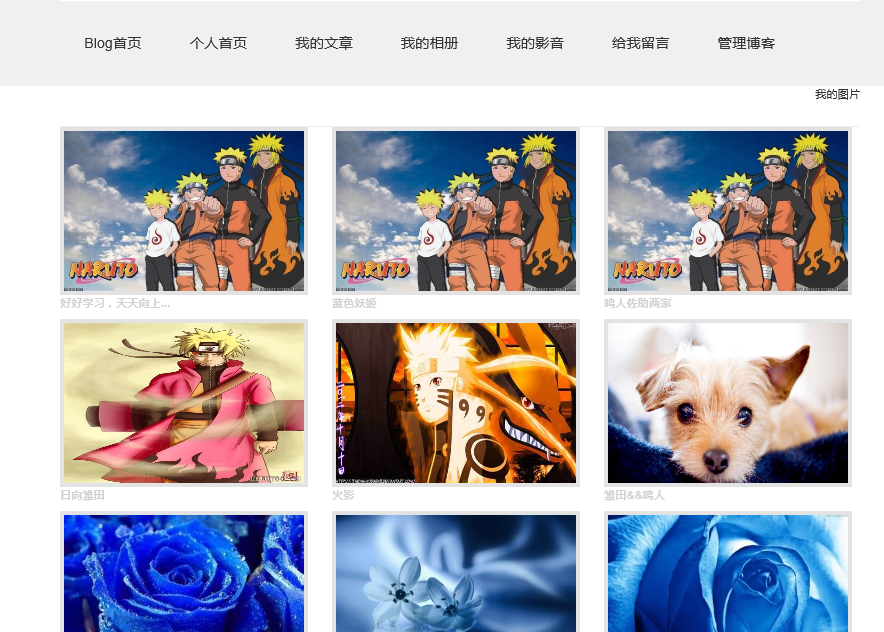 Blog首页 个人首页 我的文章 我的相册 我的影音 给我留言 管理博客
我的图片
NARUTO NARUTO NARUTO
好好学习，天天向上... 蓝色妖姬 鸣人佐助两家
日向雏田 火影 雏田&&鸣人